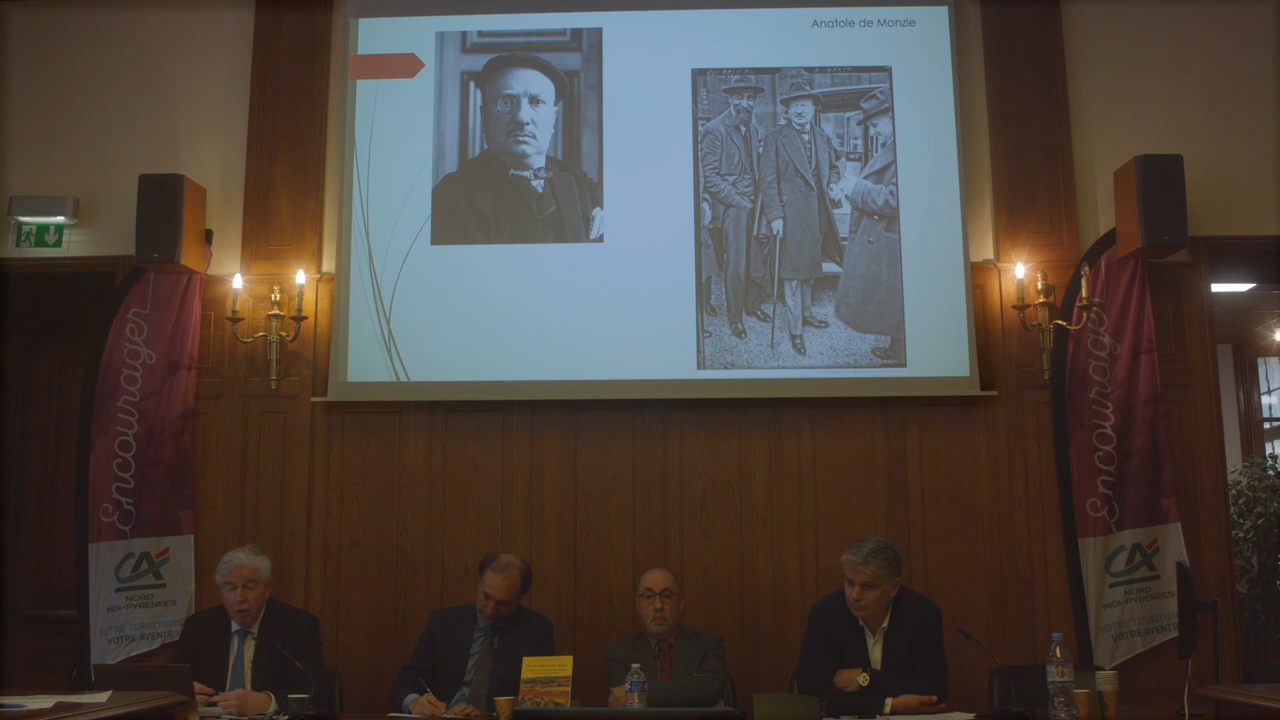 Anatole de Monzie
Encourager
CA
NORD
MIDI-PYRÉNÉES
NOTRE TERRITOIRE
VOTRE AVENIR
Encourager
CA
NORD
MIDI-PYRÉNÉES
NOTRE TERRITOIRE
VOTRE AVENIR